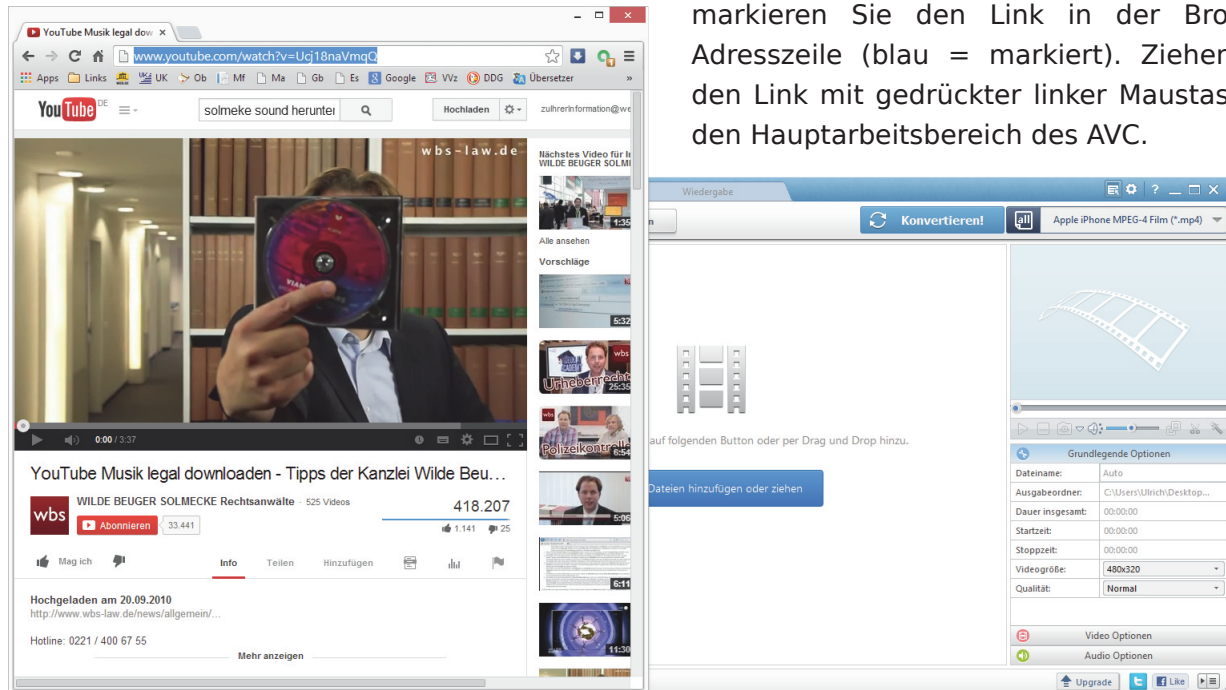 markieren Sie den Link in der Bro
Adresszeile (blau = markiert). Ziehen
den Link mit gedrückter linker Maustas
den Hauptarbeitsbereich des AVC.
YouTube Musik legal dow
www.youtube.com/watch?v=Ucj18naVmqQ
Apps Links UK Ob Mf Ma Gb Es Google VVz DDG Übersetzer »
YouTube DE solmeke sound herunter Hochladen
wbs-law.de
0:00 / 3:37
YouTube Musik legal downloaden - Tipps der Kanzlei Wilde Beu...
wbs WILDE BEUGER SOLMECKE Rechtsanwälte · 525 Videos
418.207
Abonnieren 33.441
1.141 25
Mag ich Info Teilen Hinzufügen
Hochgeladen am 20.09.2010
http://www.wbs-law.de/news/allgemein/...
Hotline: 0221 / 400 67 55
Mehr anzeigen
Nächstes Video für
WILDE BEUGER SOLM
1:35
Alle ansehen
Vorschläge
5:32
wbs
Urheberrecht
25:35
wbs
Polizeikontrolle
6:54
5:06
6:11
11:30
Wiedergabe
n
Konvertieren!
all Apple iPhone MPEG-4 Film (*.mp4)
auf folgenden Button oder per Drag und Drop hinzu.
Dateien hinzufügen oder ziehen
Grundlegende Optionen
Dateiname: Auto
Ausgabeordner: C:\Users\Ulrich\Desktop...
Dauer insgesamt: 00:00:00
Startzeit: 00:00:00
Stoppzeit: 00:00:00
Videogröße: 480x320
Qualität: Normal
Video Optionen
Audio Optionen
Upgrade Like